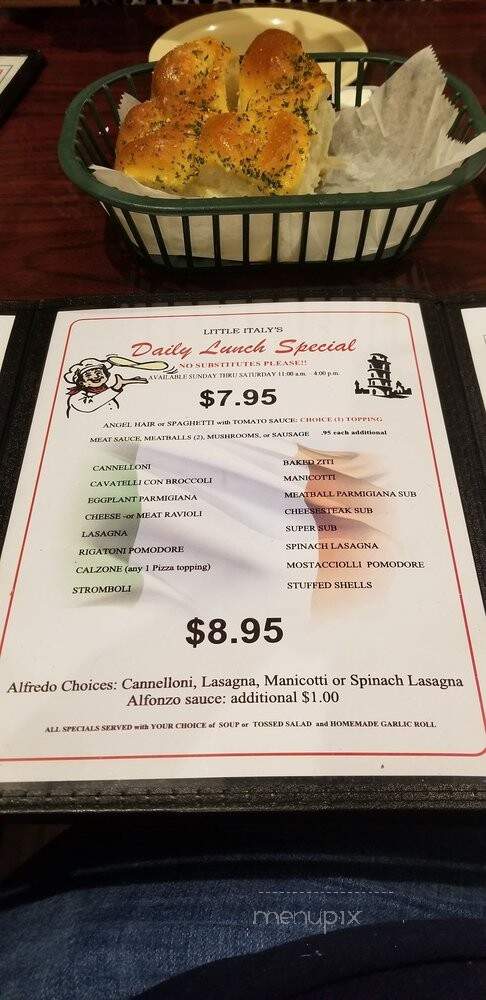 LITTLE ITALY'S
Daily Lunch Special
NO SUBSTITUTES PLEASE!!
AVAILABLE SUNDAY THRU SATURDAY 11:00 a.m. - 4:00 p.m.
$7.95
ANGEL HAIR or SPAGHETTI with TOMATO SAUCE: CHOICE (1) TOPPING
MEAT SAUCE, MEATBALLS (2), MUSHROOMS, or SAUSAGE .95 each additional
CANNELLONI
CAVATELLI CON BROCCOLI
EGGPLANT PARMIGIANA
CHEESE -or MEAT RAVIOLI
LASAGNA
RIGATONI POMODORE
CALZONE (any 1 Pizza topping)
STROMBOLI
BAKED ZITI
MANICOTTI
MEATBALL PARMIGIANA SUB
CHEESESTEAK SUB
SUPER SUB
SPINACH LASAGNA
MOSTACCIOLLI POMODORE
STUFFED SHELLS
$8.95
Alfredo Choices: Cannelloni, Lasagna, Manicotti or Spinach Lasagna
Alfonzo sauce: additional $1.00
ALL SPECIALS SERVED with YOUR CHOICE of SOUP or TOSSED SALAD and HOMEMADE GARLIC ROLL
menupix